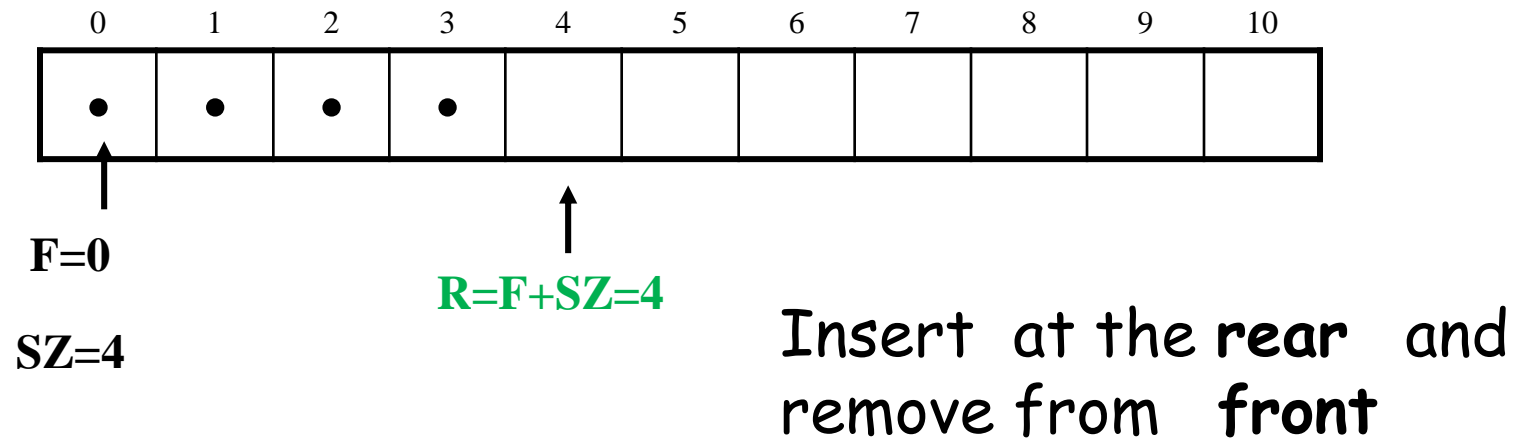 0 1 2 3 4 5 6 7 8 9 10
F=0
R=F+SZ=4
SZ=4
Insert at the rear and
remove from front